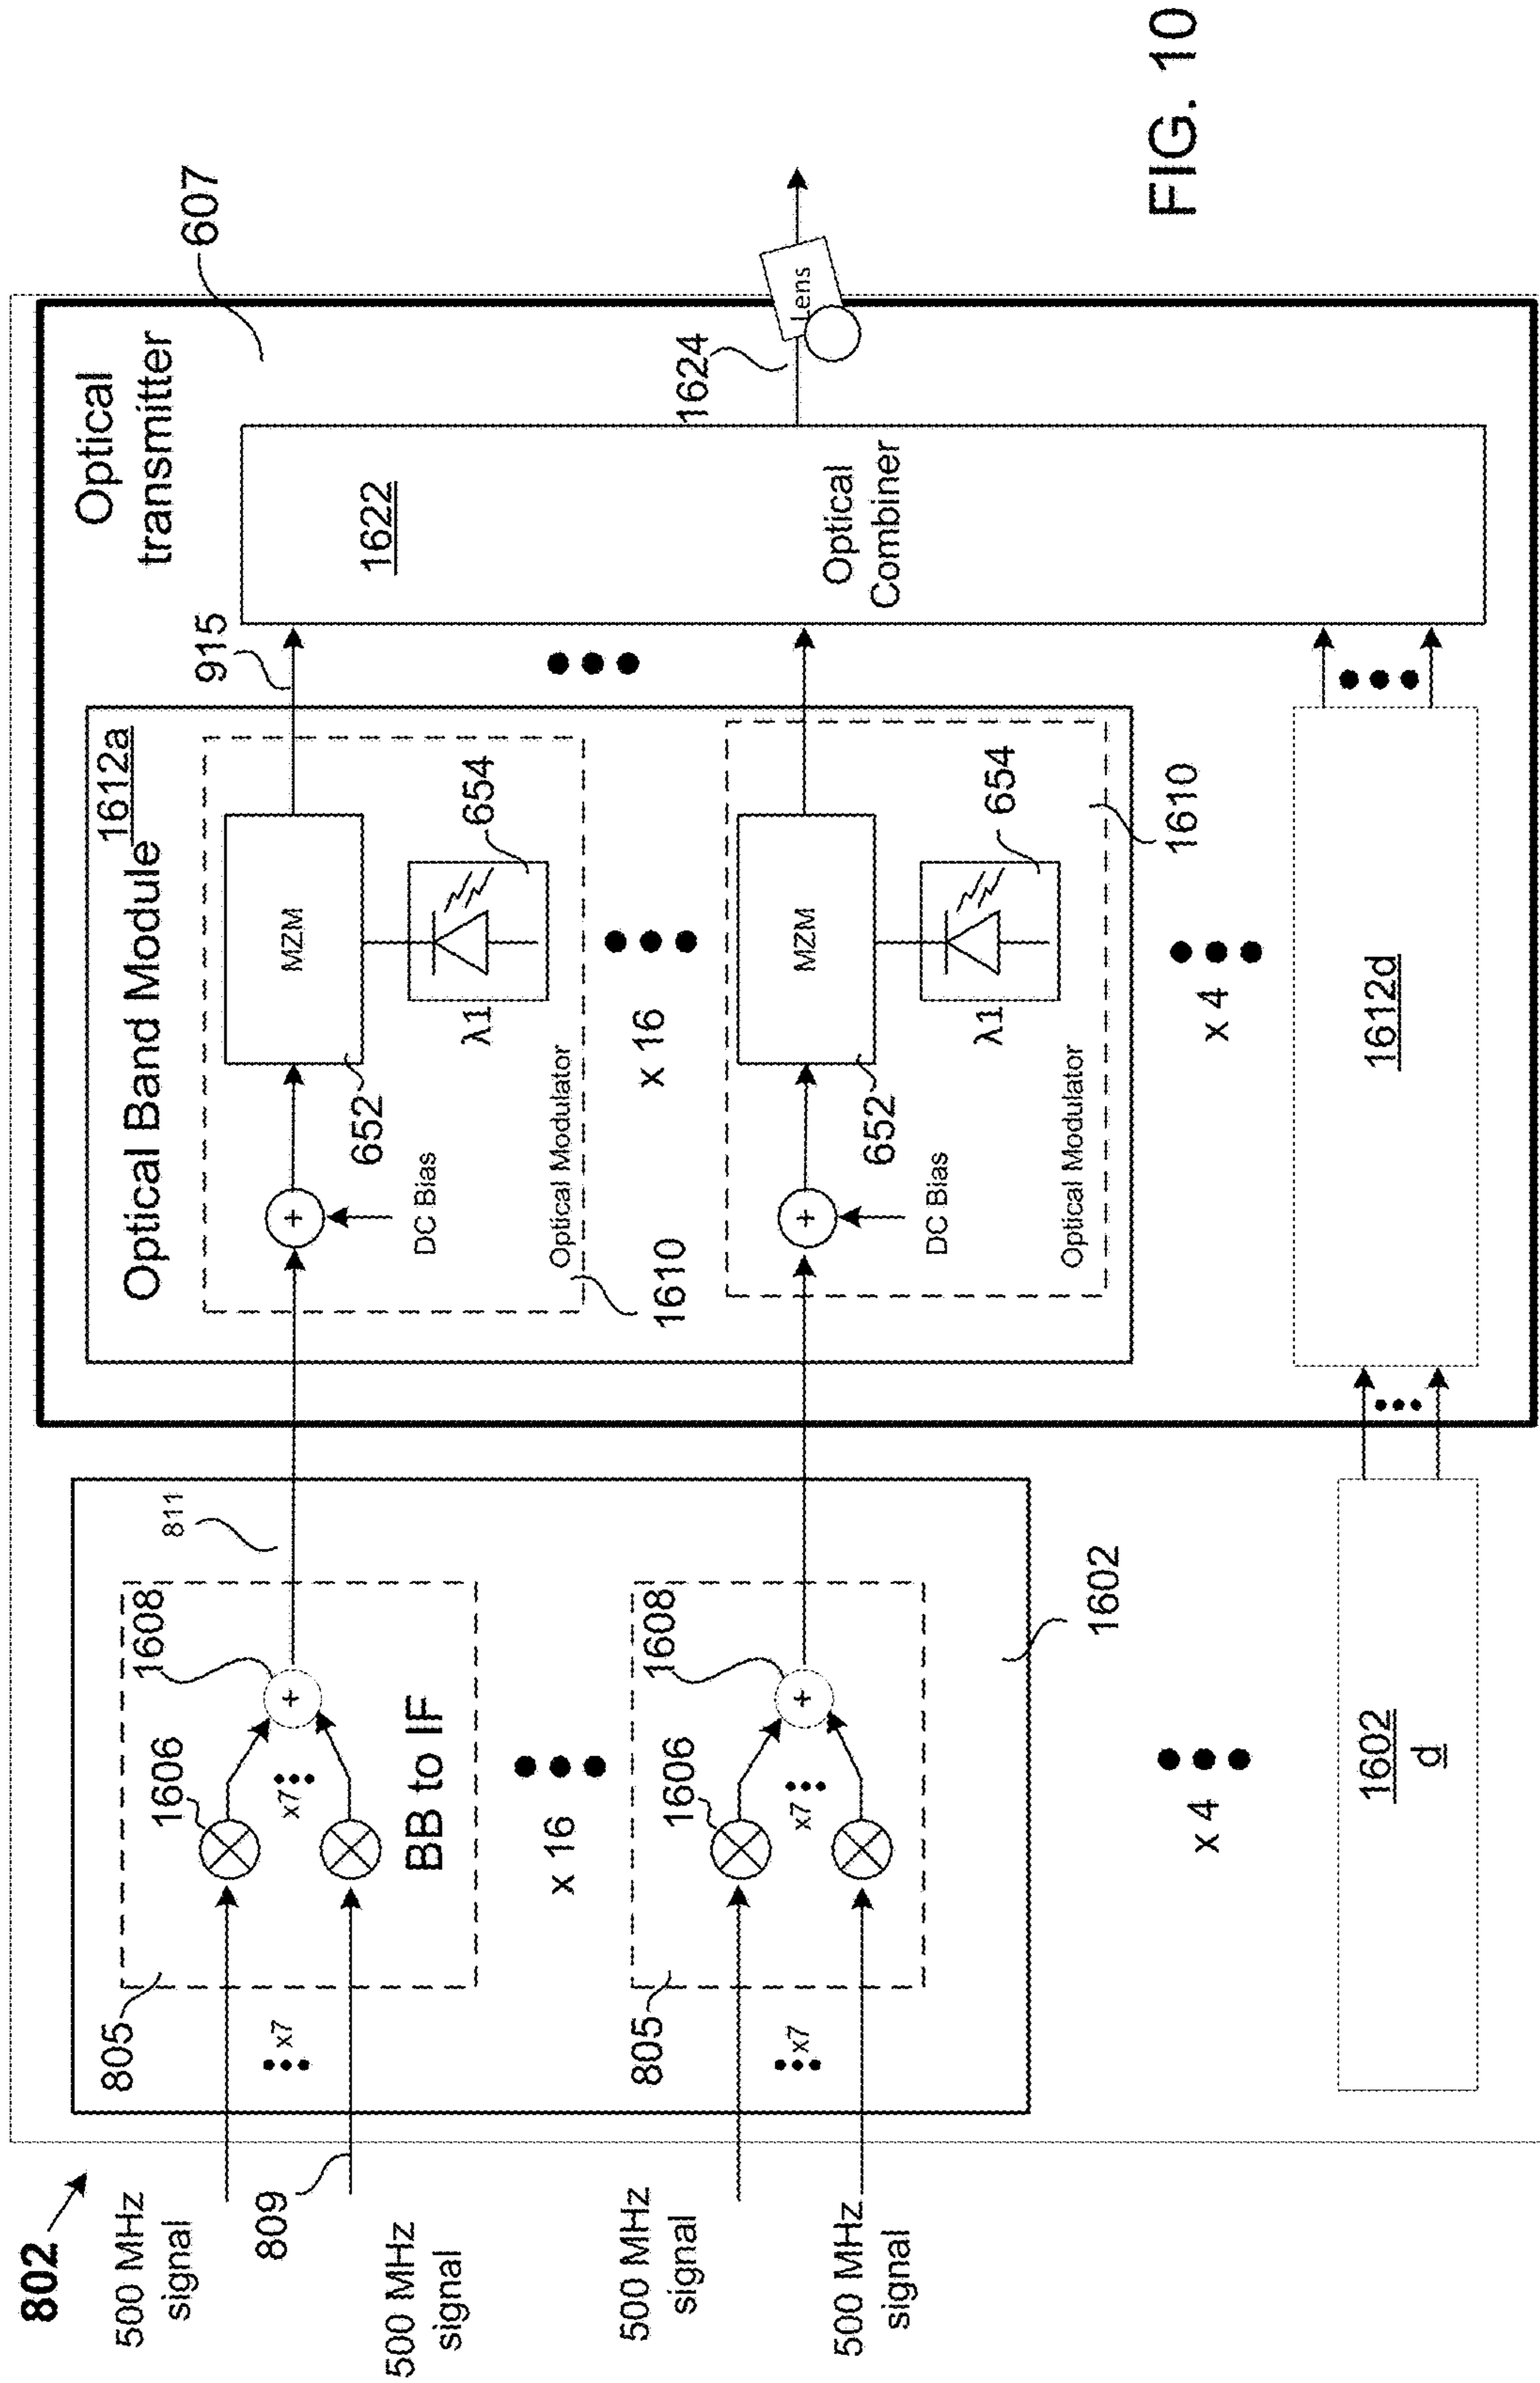 802
500 MHz
signal
809
500 MHz
signal
500 MHz
signal
500 MHz
signal
805
x7
1606
x7
1608
BB to IF
811
x 16
805
x7
1606
x7
1608
1602
x 4
1602
d
Optical
transmitter
607
Optical Band Module
1612a
DC Bias
+
+
MZM
652
λ1
654
Optical Modulator
1610
915
x 16
+
+
DC Bias
MZM
652
λ1
654
Optical Modulator
1610
x 4
1612d
1622
Optical
Combiner
1624
Lens
FIG. 10